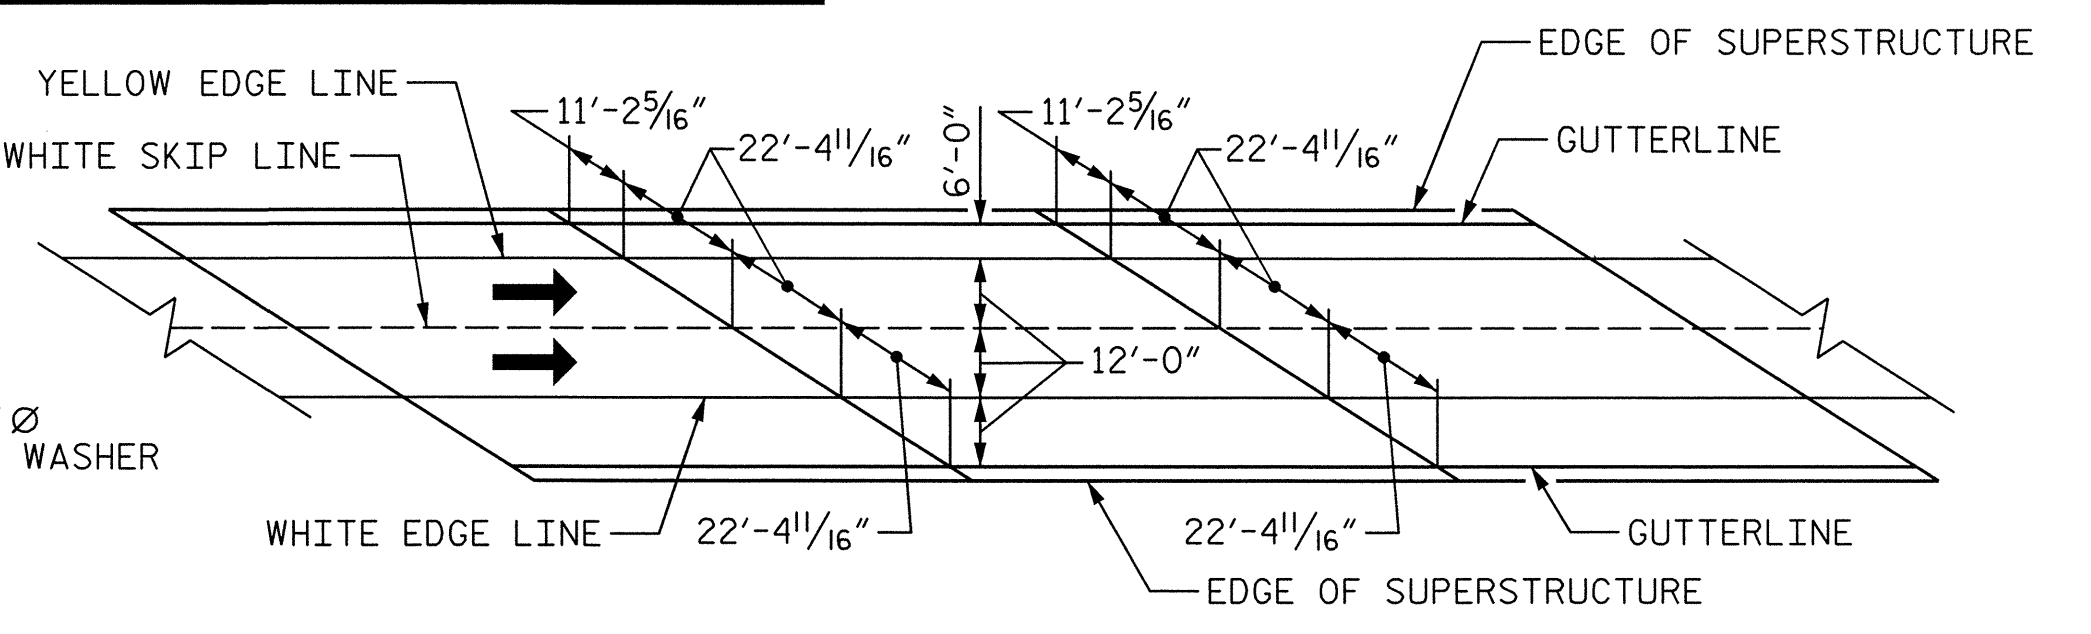 EDGE OF SUPERSTRUCTURE
YELLOW EDGE LINE
11'-2 5/16"
11'-2 5/16"
22'-4 11/16"
6'-0"
22'-4 11/16"
GUTTERLINE
WHITE SKIP LINE
12'-0"
Ø
WASHER
WHITE EDGE LINE
22'-4 11/16"
22'-4 11/16"
GUTTERLINE
EDGE OF SUPERSTRUCTURE